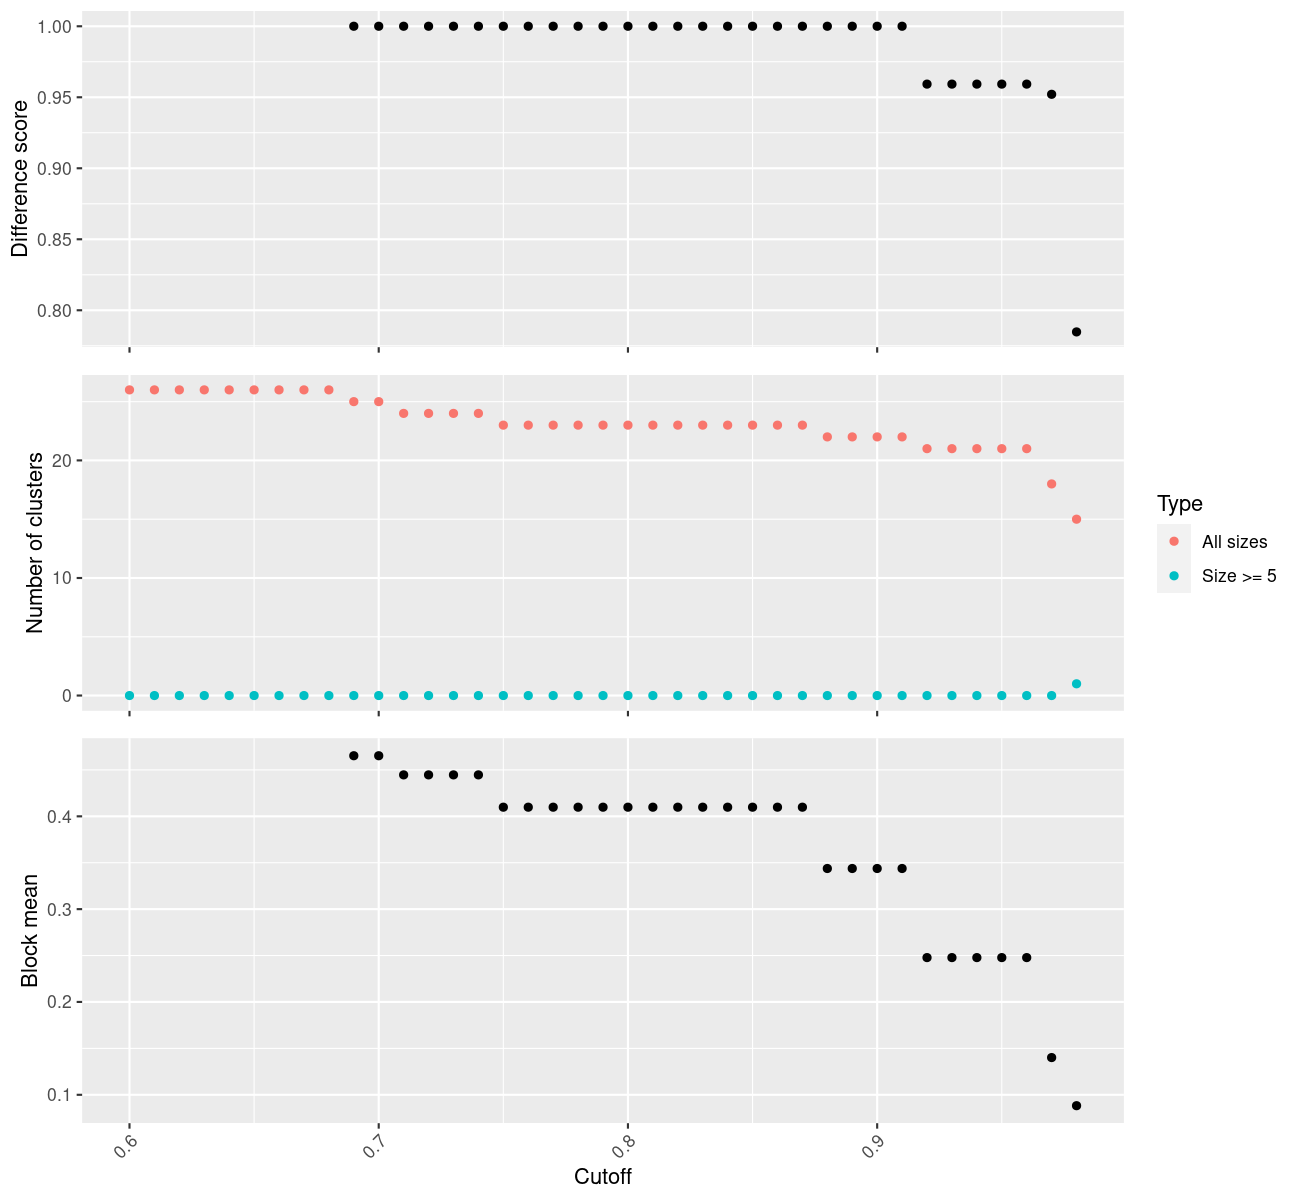 Difference score
1.00
0.95
0.90
0.85
0.80
Number of clusters
20
10
0
Type
All sizes
Size >= 5
Block mean
0.4
0.3
0.2
0.1
0.6
0.7
0.8
0.9
Cutoff